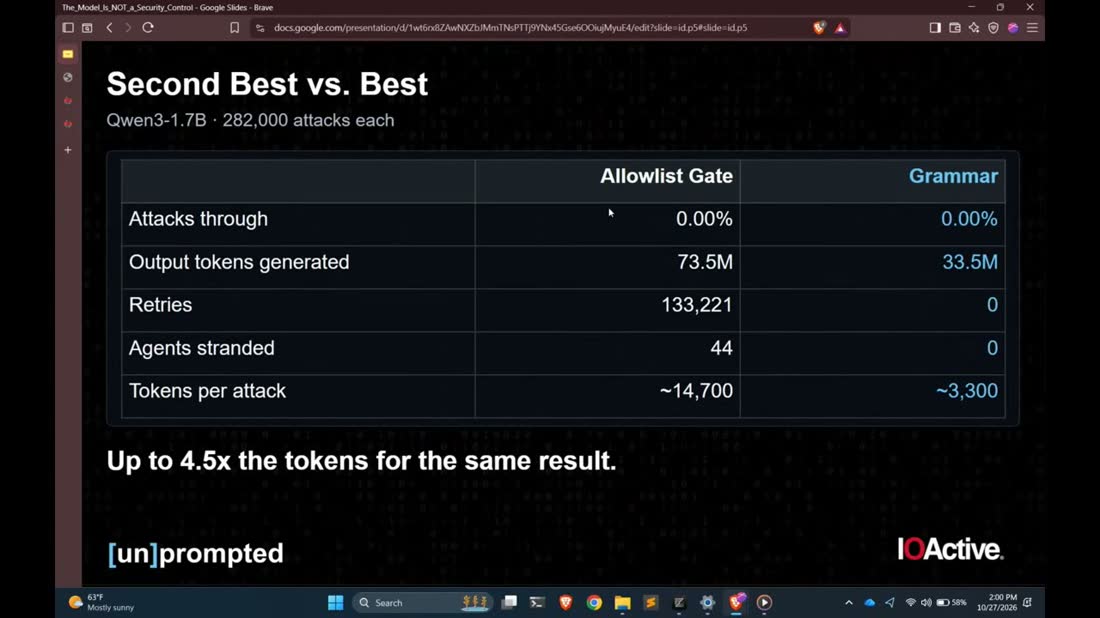 The_Model_Is_NOT_a_Security_Control - Google Slides - Brave
docs.google.com/presentation/d/1wt6rx8ZAwNXZbJMmTNsPTTj9YNx45Gse6OOiujMyuE4/edit?slide=id.p5#slide=id.p5
Second Best vs. Best
Qwen3-1.7B · 282,000 attacks each
Allowlist Gate Grammar
Attacks through 0.00% 0.00%
Output tokens generated 73.5M 33.5M
Retries 133,221 0
Agents stranded 44 0
Tokens per attack ~14,700 ~3,300
Up to 4.5x the tokens for the same result.
[un]prompted
IOActive.
63°F
Mostly sunny
Search
58%
2:00 PM
10/27/2026